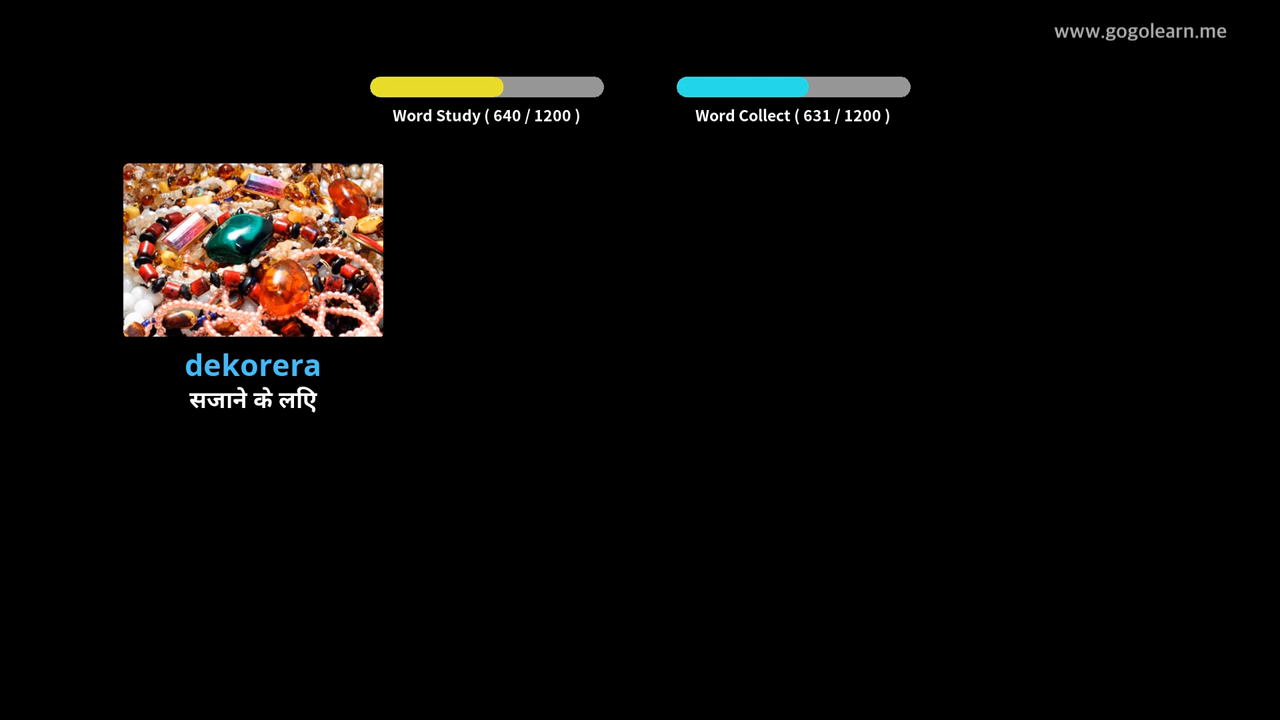 www.gogolearn.me
Word Study ( 640 / 1200 )
Word Collect ( 631 / 1200 )
dekorera
सजाने के लिए